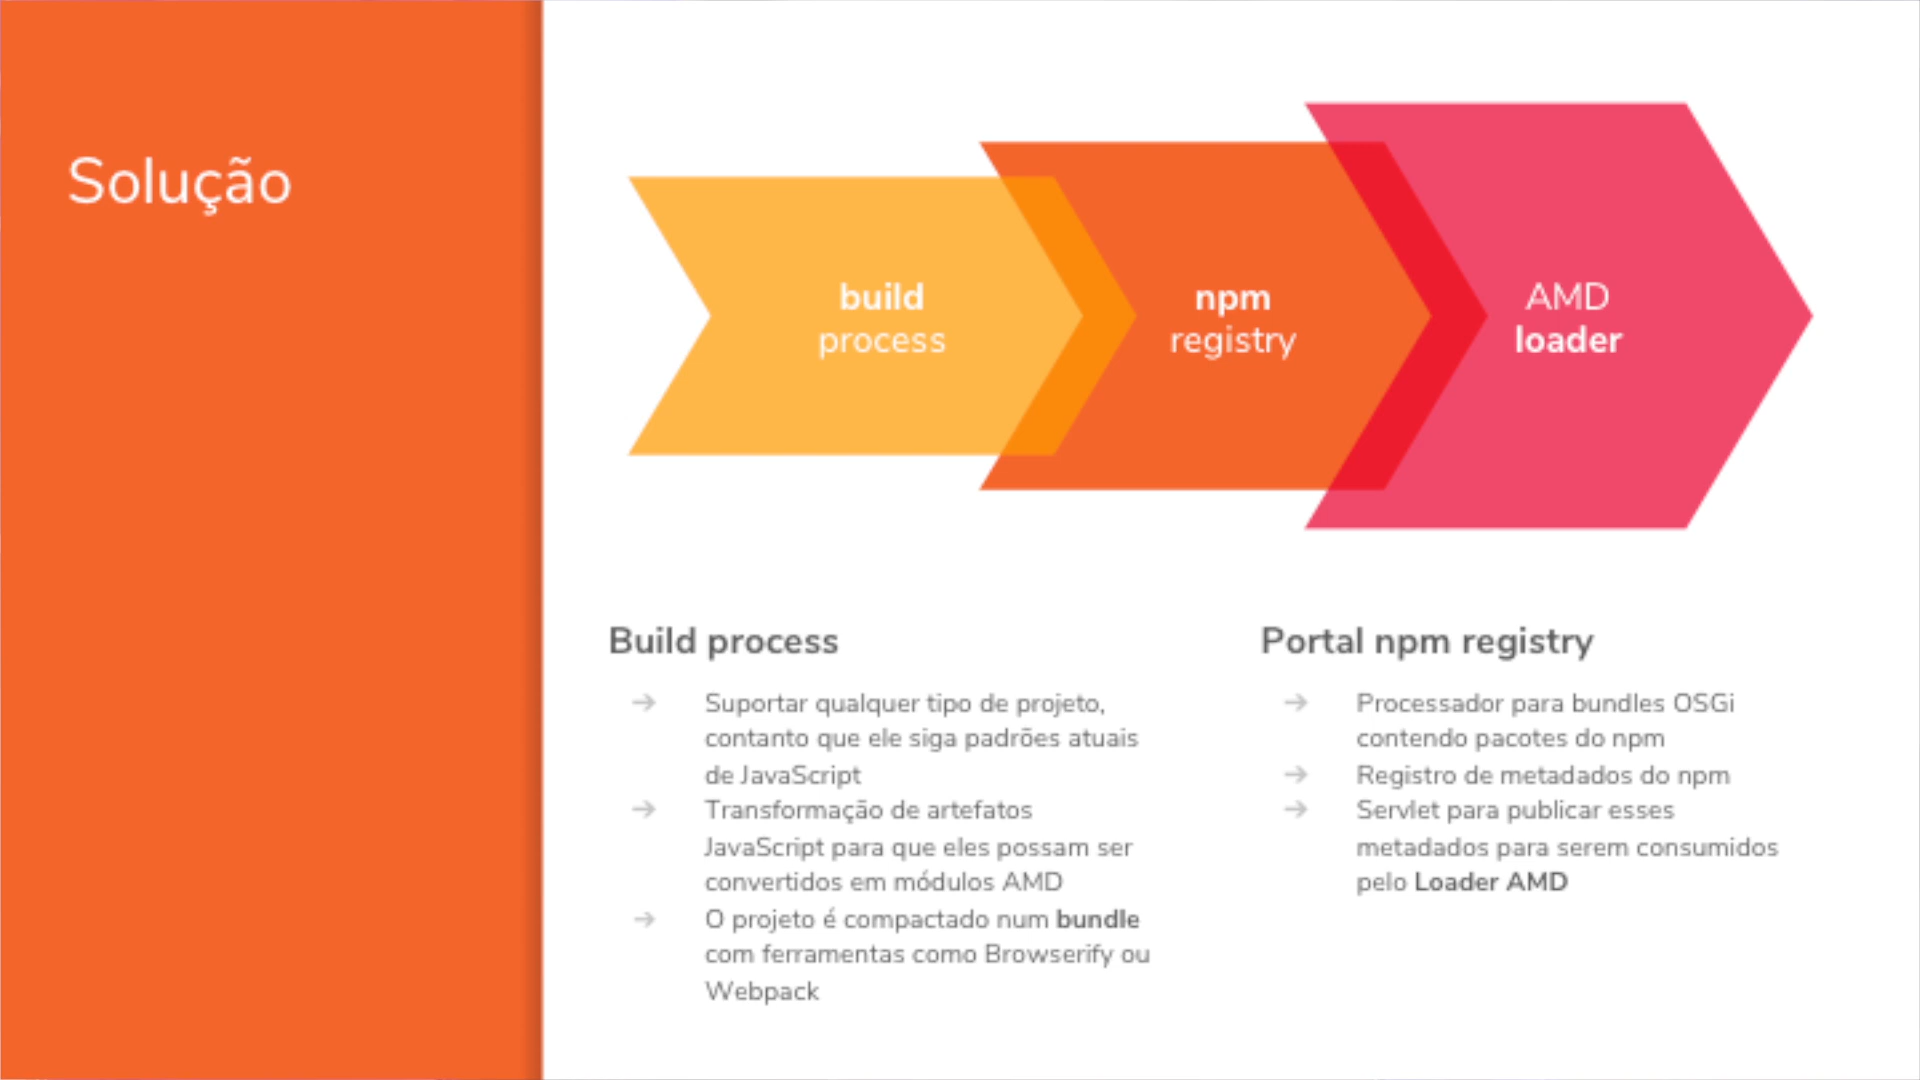 Solução
build
process
npm
registry
AMD
loader
Build process
→ Suportar qualquer tipo de projeto,
contanto que ele siga padrões atuais
de JavaScript
→ Transformação de artefatos
JavaScript para que eles possam ser
convertidos em módulos AMD
→ O projeto é compactado num bundle
com ferramentas como Browserify ou
Webpack
Portal npm registry
→ Processador para bundles OSGi
contendo pacotes do npm
→ Registro de metadados do npm
→ Servlet para publicar esses
metadados para serem consumidos
pelo Loader AMD